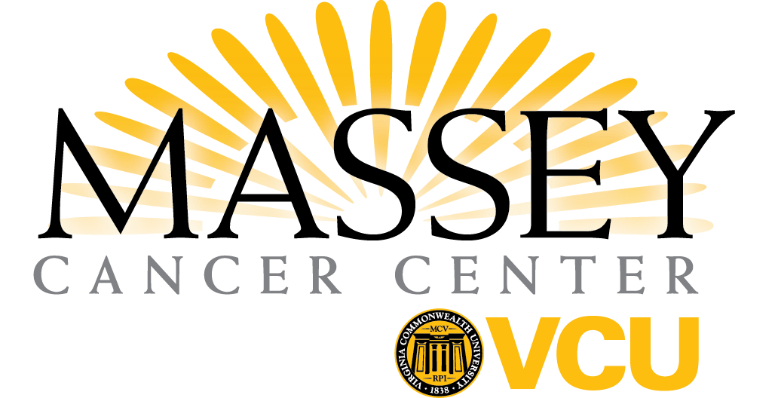 MASSEY
CANCER CENTER
VIRGINIA COMMONWEALTH UNIVERSITY
MCV
RPI
· 1838 ·
VCU